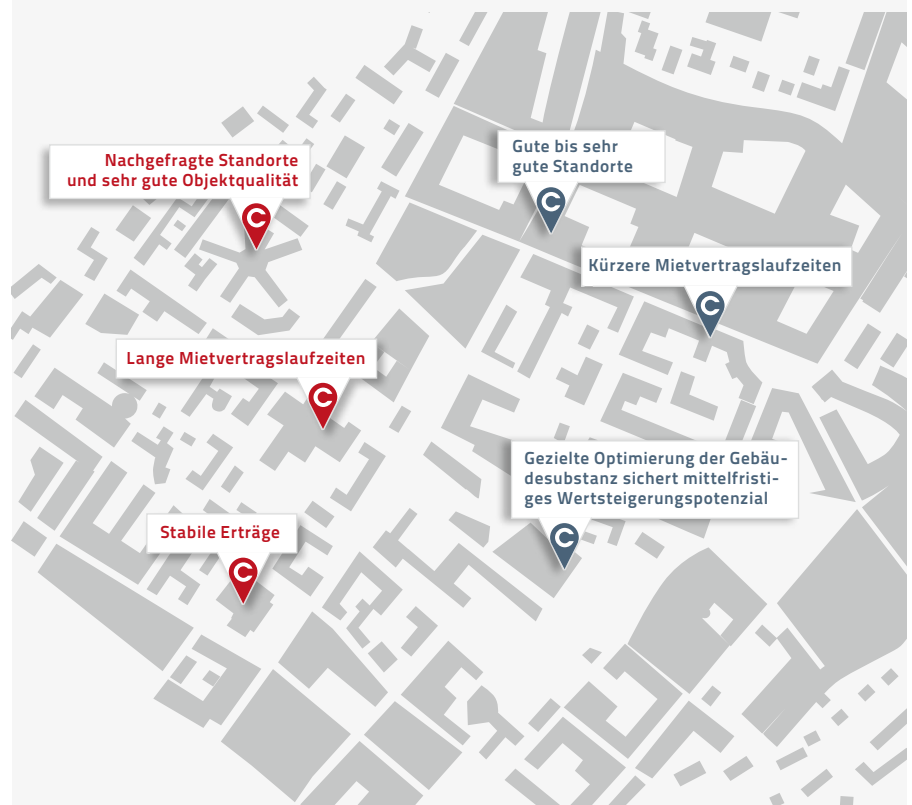 Nachgefragte Standorte
und sehr gute Objektqualität
C
Gute bis sehr
gute Standorte
C
Kürzere Mietvertragslaufzeiten
C
Lange Mietvertragslaufzeiten
C
Gezielte Optimierung der Gebäu-
desubstanz sichert mittelfristi-
ges Wertsteigerungspotenzial
C
Stabile Erträge
C